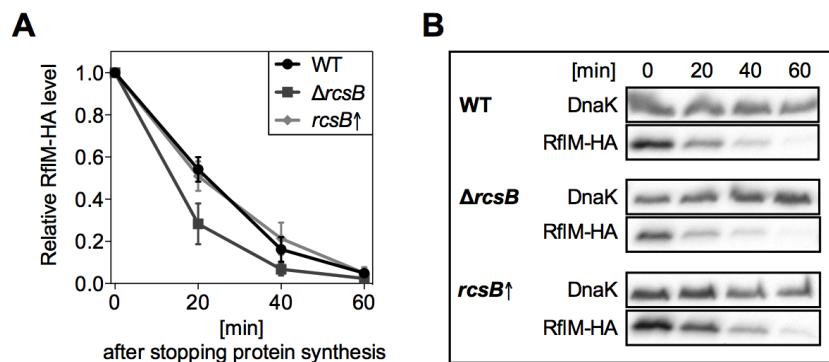 A
Relative RflM-HA level
1.0
0.8
0.6
0.4
0.2
0.0
0 20 40 60
[min]
after stopping protein synthesis
WT
ΔrcsB
rcsB↑
B
[min] 0 20 40 60
WT DnaK
RflM-HA
ΔrcsB DnaK
RflM-HA
rcsB↑ DnaK
RflM-HA